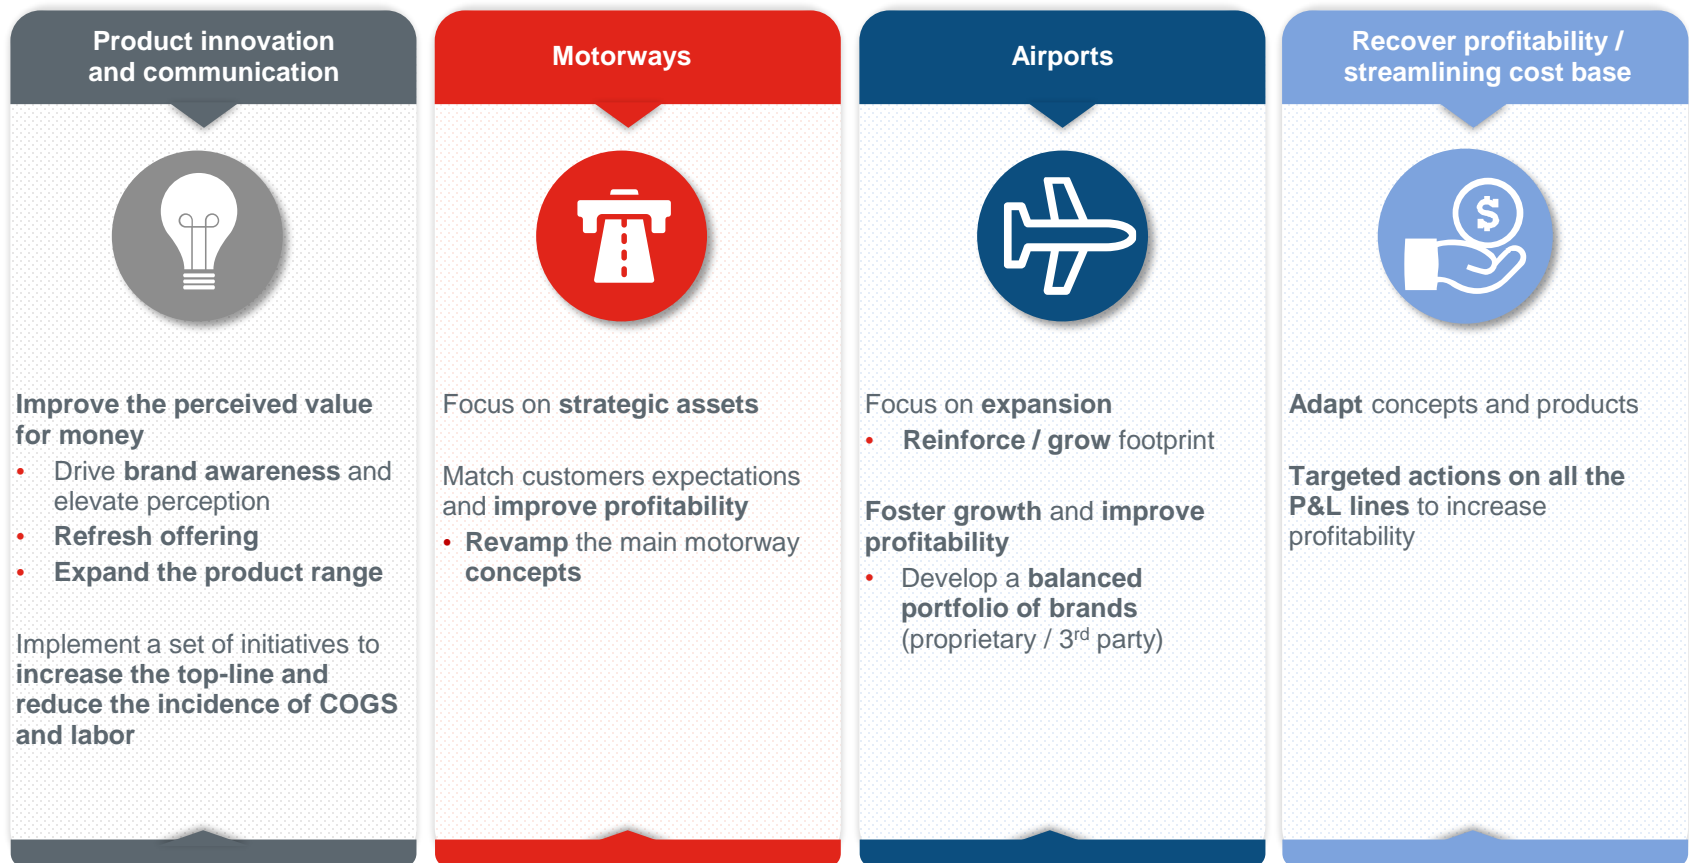 Product innovation
and communication
Improve the perceived value
for money
• Drive brand awareness and
elevate perception
• Refresh offering
• Expand the product range
Implement a set of initiatives to
increase the top-line and
reduce the incidence of COGS
and labor
Motorways
Focus on strategic assets
Match customers expectations
and improve profitability
• Revamp the main motorway
concepts
Airports
Focus on expansion
• Reinforce / grow footprint
Foster growth and improve
profitability
• Develop a balanced
portfolio of brands
(proprietary / 3rd party)
Recover profitability /
streamlining cost base
$
Adapt concepts and products
Targeted actions on all the
P&L lines to increase
profitability